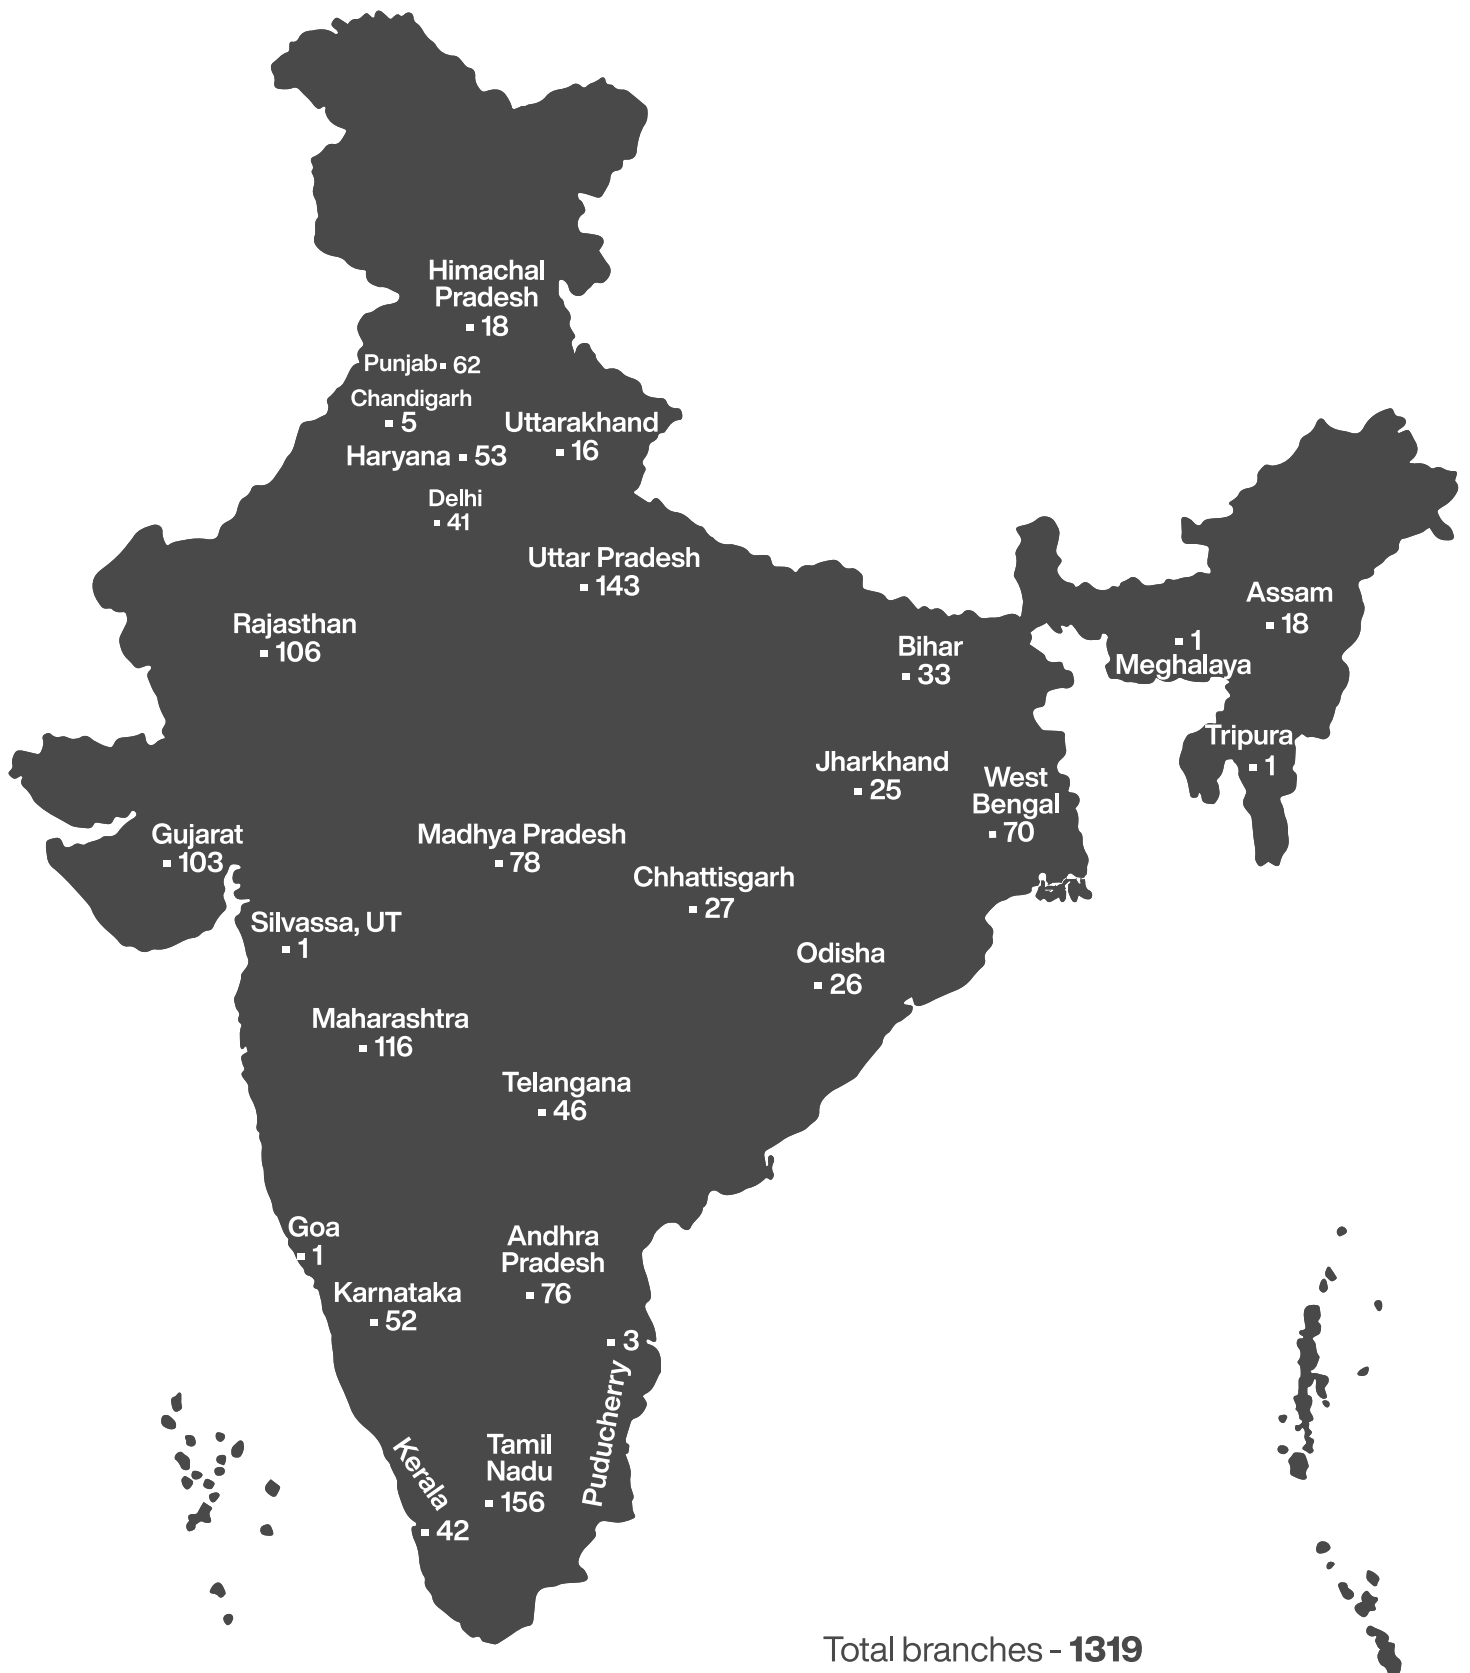 Himachal
Pradesh
18
Punjab 62
Chandigarh
5
Uttarakhand
16
Haryana 53
Delhi
41
Uttar Pradesh
143
Rajasthan
106
Assam
18
1
Meghalaya
Bihar
33
Tripura
1
Jharkhand
25
West
Bengal
70
Gujarat
103
Madhya Pradesh
78
Chhattisgarh
27
Silvassa, UT
1
Odisha
26
Maharashtra
116
Telangana
46
Goa
1
Andhra
Pradesh
76
Karnataka
52
3
Puducherry
Kerala
42
Tamil
Nadu
156
Total branches - 1319